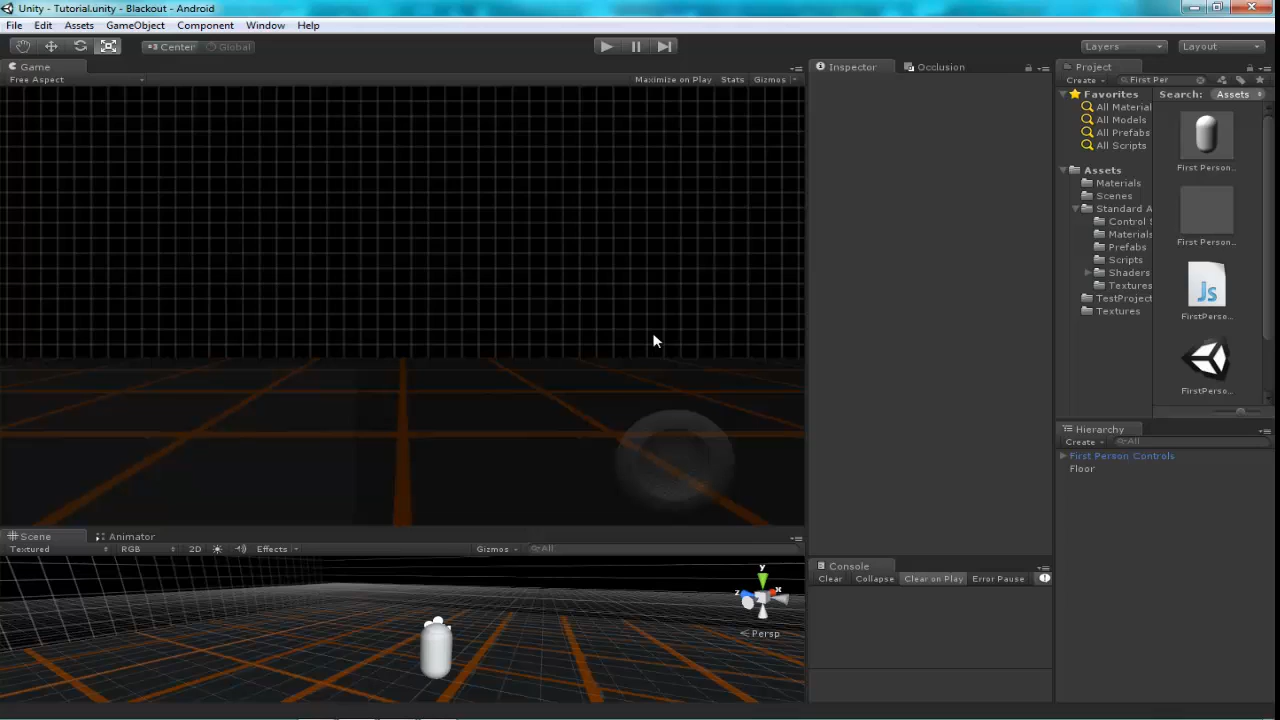 Unity - Tutorial.unity - Blackout - Android
File Edit Assets GameObject Component Window Help
Center Global Layers Layout
Game
Free Aspect Maximize on Play Stats Gizmos
Inspector Occlusion
Project
Create First Per
Favorites
All Material
All Models
All Prefabs
All Scripts
Assets
Materials
Scenes
Standard A
Control S
Materials
Prefabs
Scripts
Shaders
Textures
TestProject
Textures
Search: Assets
First Person..
First Person..
Js
FirstPerso...
FirstPerso...
Hierarchy
Create All
First Person Controls
Floor
Scene Animator
Textured RGB 2D Effects Gizmos All
y
x
z
Persp
Console
Clear Collapse Clear on Play Error Pause